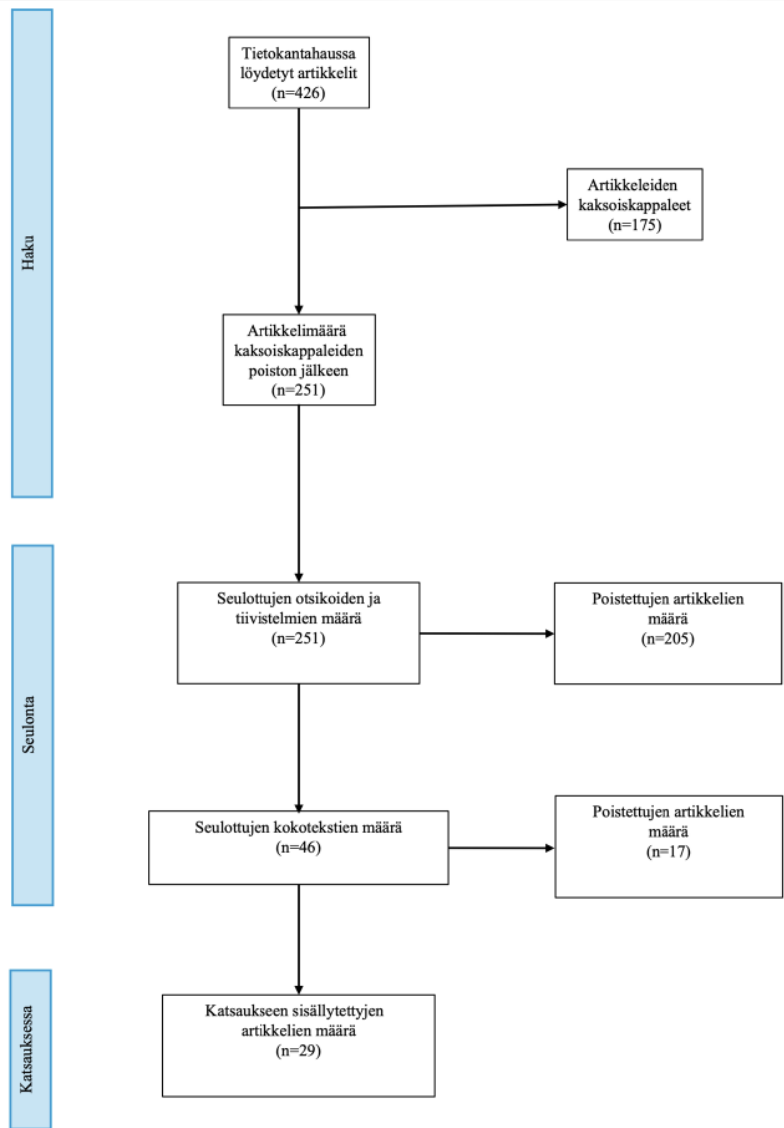 Tietokantahaussa
löydetyt artikkelit
(n=426)
Artikkeleiden
kaksoiskappaleet
(n=175)
Haku
Artikkelimäärä
kaksoiskappaleiden
poiston jälkeen
(n=251)
Seulottujen otsikoiden ja
tiivistelmien määrä
(n=251)
Poistettujen artikkelien
määrä
(n=205)
Seulonta
Seulottujen kokotekstien määrä
(n=46)
Poistettujen artikkelien
määrä
(n=17)
Katsaukseen sisällytettyjen
artikkelien määrä
(n=29)
Katsauksessa